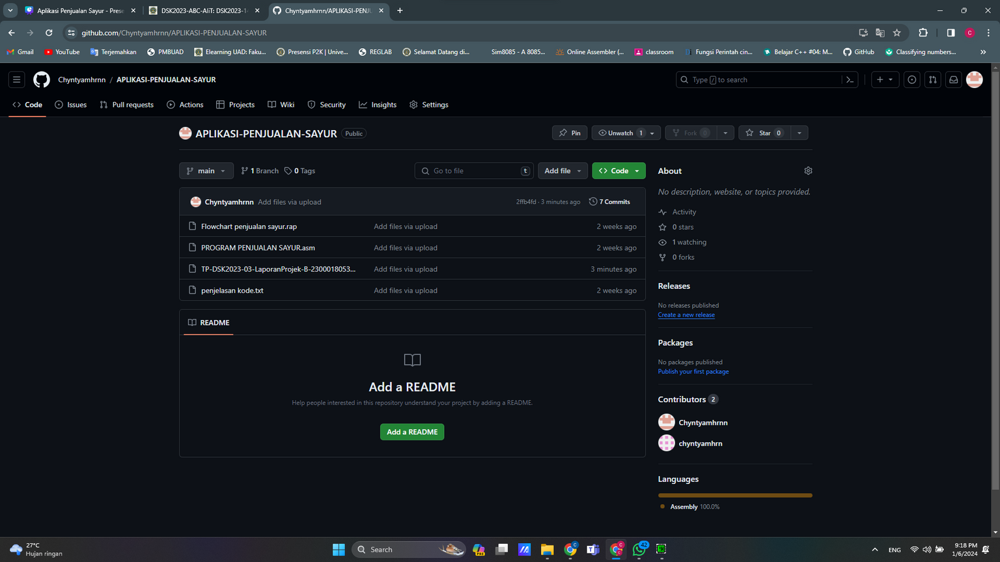 Aplikasi Penjualan Sayur - Prese
DSK2023-ABC-AliT: DSK2023-1
Chyntyamhrnn/APLIKASI-PENJU
github.com/Chyntyamhrnn/APLIKASI-PENJUALAN-SAYUR
C
Gmail
YouTube
Terjemahkan
PMBUAD
Elearning UAD: Faku...
Presensi P2K | Unive...
REGLAB
Selamat Datang di...
Sim8085 - A 8085...
Online Assembler (...
classroom
Fungsi Perintah cin...
Belajar C++ #04: M...
GitHub
Classifying numbers...
Chyntyamhrnn / APLIKASI-PENJUALAN-SAYUR
Type / to search
Code
Issues
Pull requests
Actions
Projects
Wiki
Security
Insights
Settings
APLIKASI-PENJUALAN-SAYUR
Public
Pin
Unwatch 1
Fork 0
Star 0
main
1 Branch
0 Tags
Go to file
t
Add file
Code
Chyntyamhrnn Add files via upload
2ffb4fd · 3 minutes ago
7 Commits
Flowchart penjualan sayur.rap
Add files via upload
2 weeks ago
PROGRAM PENJUALAN SAYUR.asm
Add files via upload
2 weeks ago
TP-DSK2023-03-LaporanProjek-B-2300018053...
Add files via upload
3 minutes ago
penjelasan kode.txt
Add files via upload
2 weeks ago
README
Add a README
Help people interested in this repository understand your project by adding a README.
Add a README
About
No description, website, or topics provided.
Activity
0 stars
1 watching
0 forks
Releases
No releases published
Create a new release
Packages
No packages published
Publish your first package
Contributors 2
Chyntyamhrnn
chyntyamhrn
Languages
Assembly 100.0%
27°C
Hujan ringan
Search
PRE
C
C
42
ENG
9:18 PM
1/6/2024